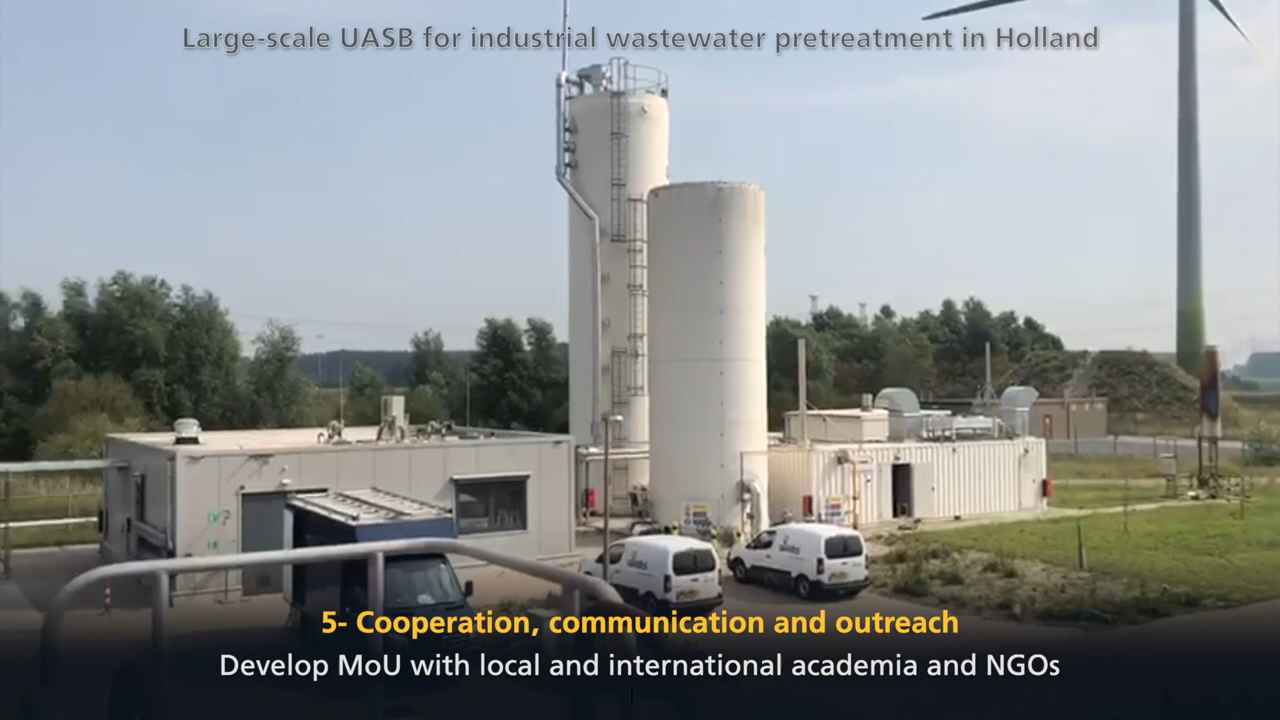 Large-scale UASB for industrial wastewater pretreatment in Holland
5- Cooperation, communication and outreach
Develop MoU with local and international academia and NGOs